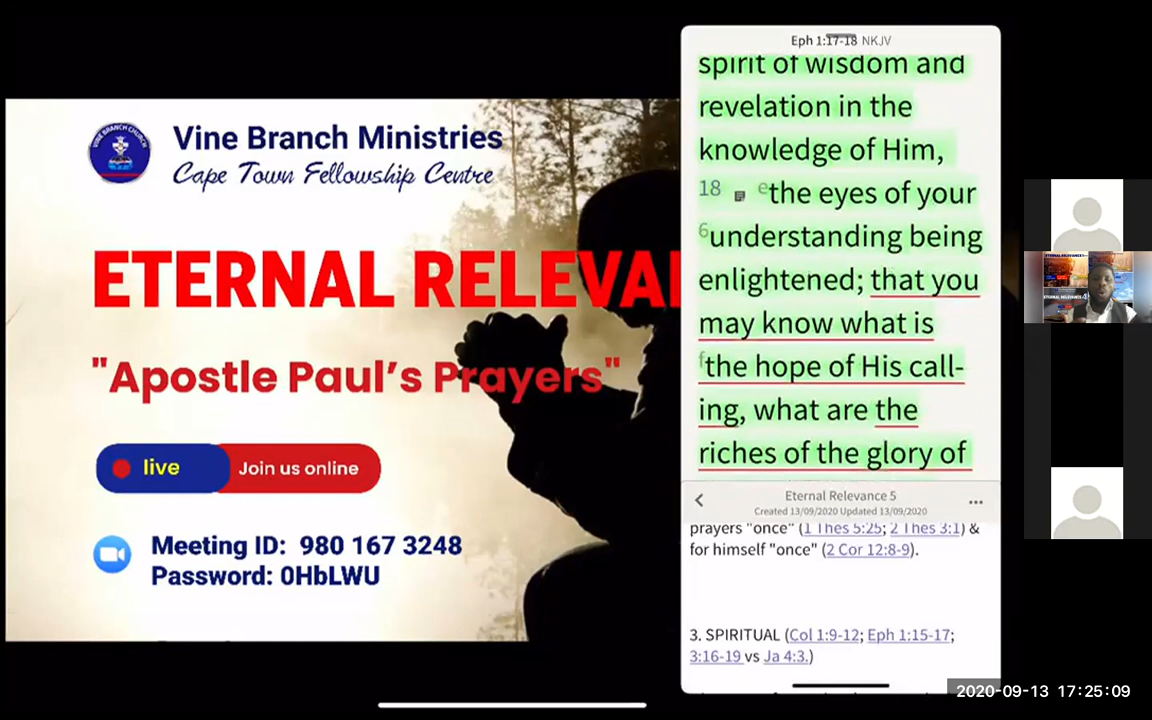 Vine Branch Ministries
Cape Town Fellowship Centre
VINE BRANCH CHURCH
ETERNAL
"Apostle Paul's Prayers"
live
Join us online
Meeting ID: 980 167 3248
Password: 0HbLWU
Eph 1:17-18 NKJV
spirit of wisdom and
revelation in the
knowledge of Him,
18 e the eyes of your
6 understanding being
enlightened; that you
may know what is
f the hope of His call-
ing, what are the
riches of the glory of
Eternal Relevance 5
Created 13/09/2020 Updated 13/09/2020
prayers "once" (1 Thes 5:25; 2 Thes 3:1) &
for himself "once" (2 Cor 12:8-9).
3. SPIRITUAL (Col 1:9-12; Eph 1:15-17;
3:16-19 vs Ja 4:3.)
2020-09-13 17:25:09